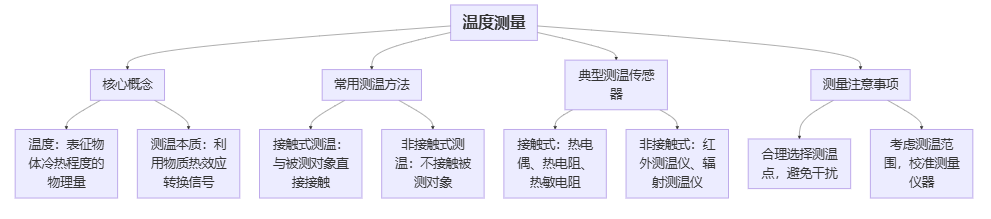 温度测量
核心概念
常用测温方法
典型测温传感
器
测量注意事项
温度：表征物
体冷热程度的
物理量
测温本质：利
用物质热效应
转换信号
接触式测温：
与被测对象直
接接触
非接触式测
温：不接触被
测对象
接触式：热电
偶、热电阻、
热敏电阻
非接触式：红
外测温仪、辐
射测温仪
合理选择测温
点，避免干扰
考虑测温范
围，校准测量
仪器